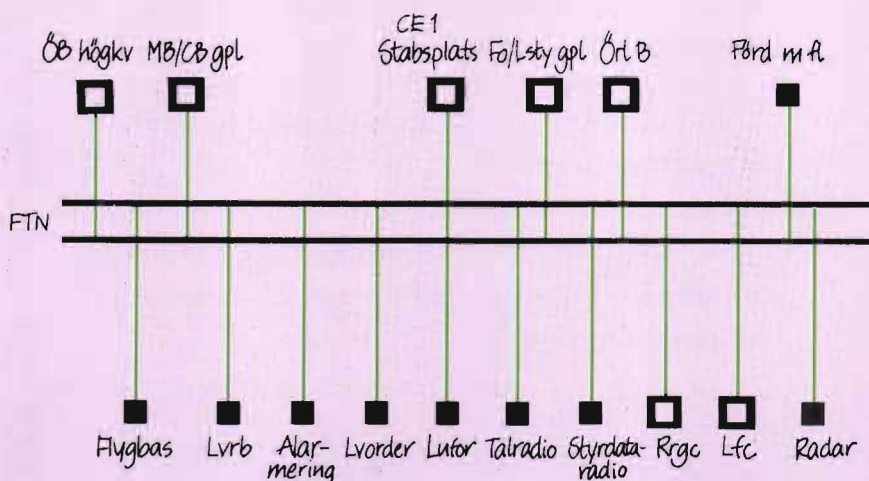 CE1
ÖB högkv MB/CB gpl Stabsplats Fo/Lsty gpl Öri B Förd m fl
FTN
Flygbas Lvrb Alar- Lvorder Lufor Talradio Styrdata- Rrgc Lfc Radar
mering radio